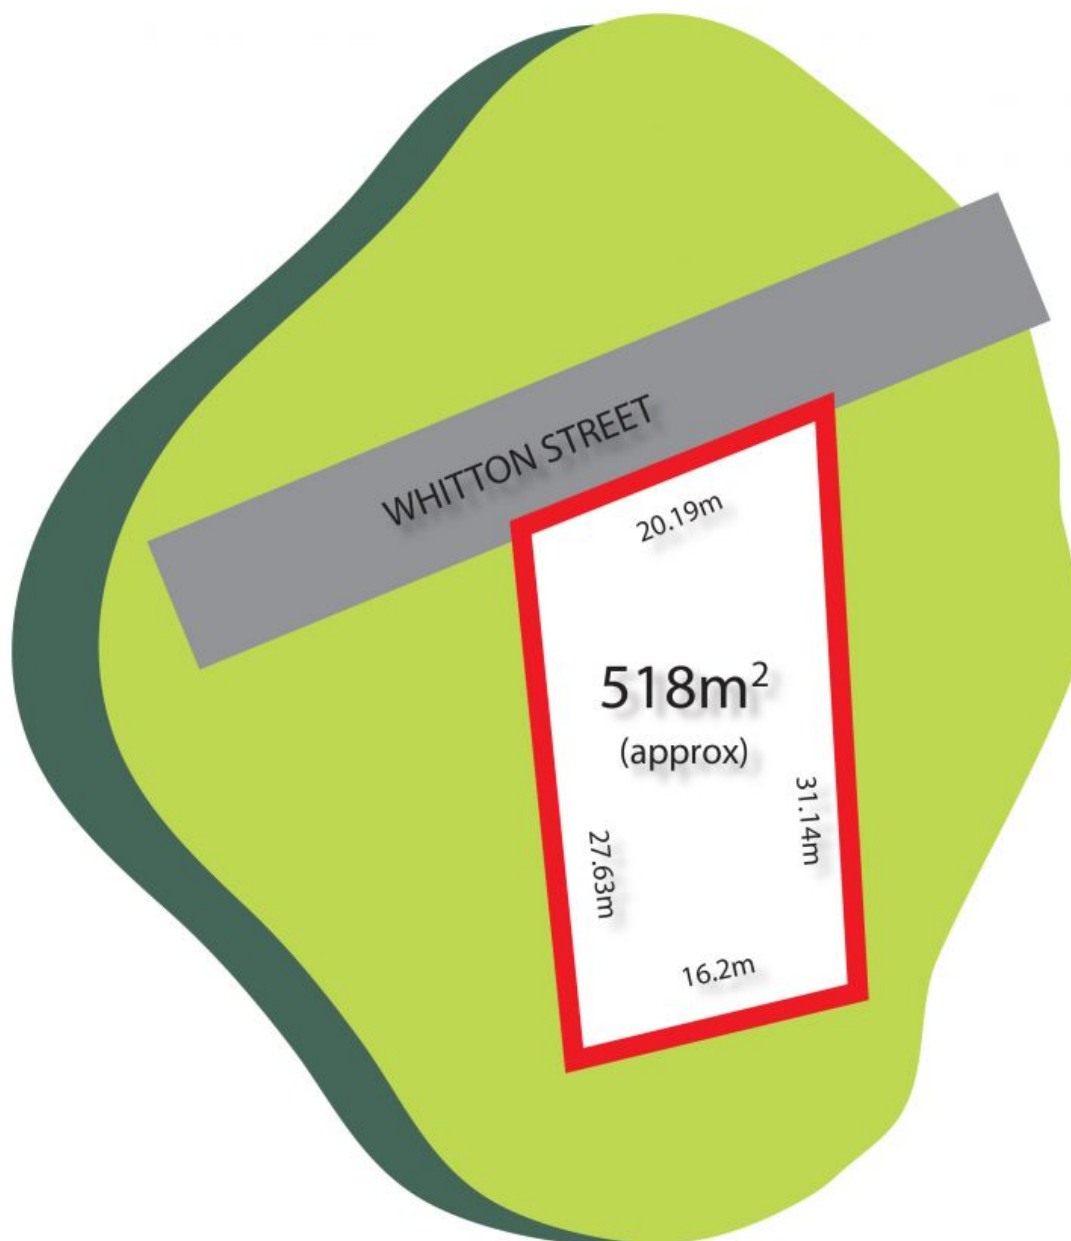 WHITTON STREET
20.19m
518m²
(approx)
31.14m
27.63m
16.2m